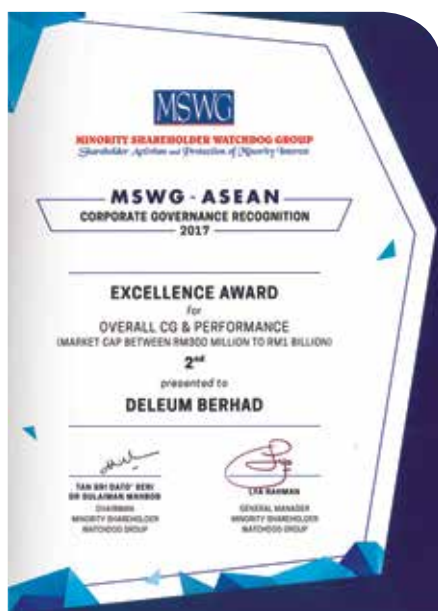 MSWG
MINORITY SHAREHOLDER WATCHDOG GROUP
Shareholder Activism and Protection of Minority Interest
MSWG - ASEAN
CORPORATE GOVERNANCE RECOGNITION
2017
EXCELLENCE AWARD
for
OVERALL CG & PERFORMANCE
(MARKET CAP BETWEEN RM300 MILLION TO RM1 BILLION)
2nd
presented to
DELEUM BERHAD
TAN SRI DATO' SERI
DR SULAIMAN MAHBOB
CHAIRMAN
MINORITY SHAREHOLDER
WATCHDOG GROUP
LYA RAHMAN
GENERAL MANAGER
MINORITY SHAREHOLDER
WATCHDOG GROUP